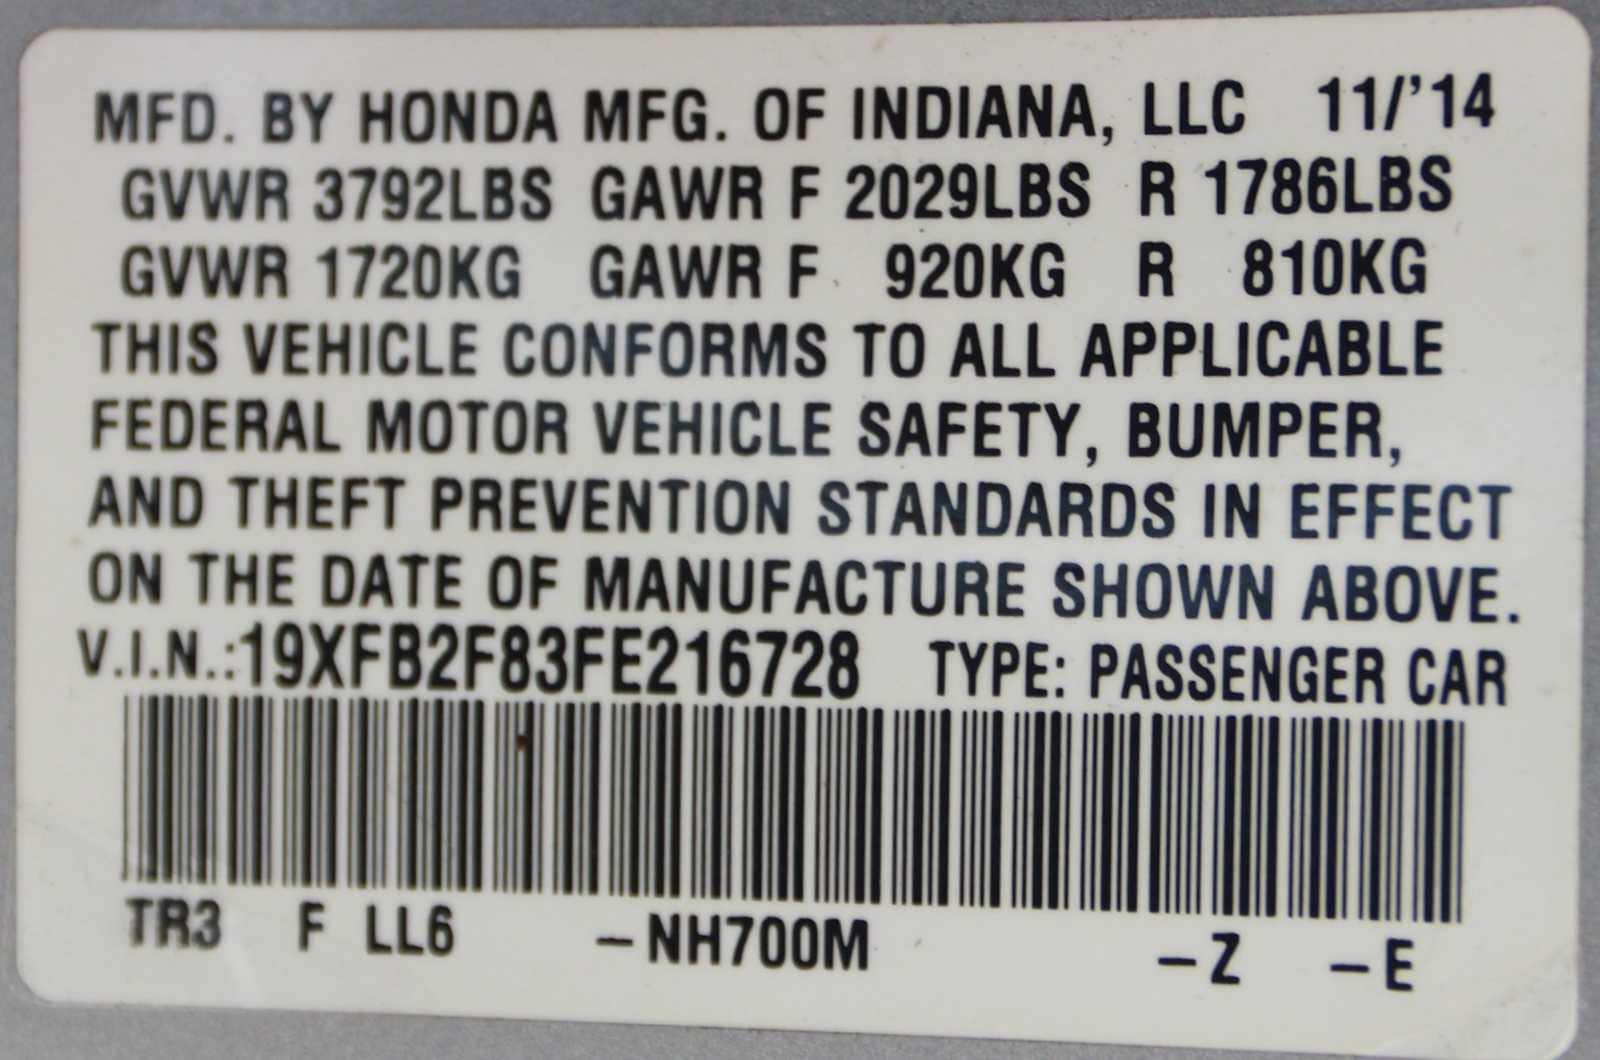 MFD. BY HONDA MFG. OF INDIANA, LLC 11/'14
GVWR 3792LBS GAWR F 2029LBS R 1786LBS
GVWR 1720KG GAWR F 920KG R 810KG
THIS VEHICLE CONFORMS TO ALL APPLICABLE
FEDERAL MOTOR VEHICLE SAFETY, BUMPER,
AND THEFT PREVENTION STANDARDS IN EFFECT
ON THE DATE OF MANUFACTURE SHOWN ABOVE.
V.I.N.:19XFB2F83FE216728 TYPE: PASSENGER CAR
TR3 F LL6 -NH700M -Z -E